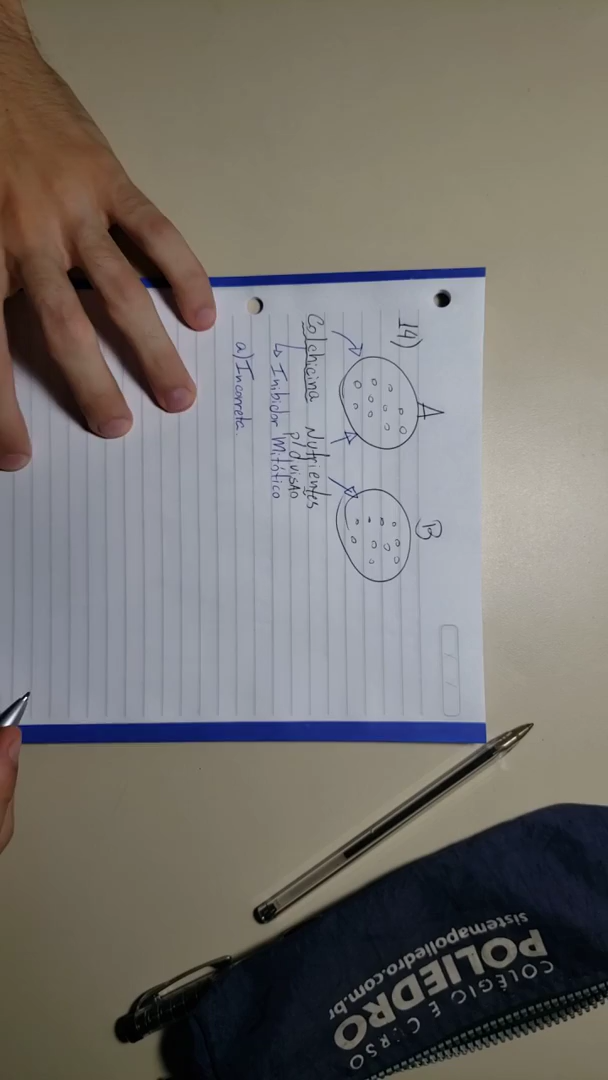 14)
A
B
Colchicina Nutrientes
p/ divisão
↳ Inibidor Mitótico
a) Incorreta.
COLÉGIO E CURSO
POLIEDRO
sistemapoliedro.com.br